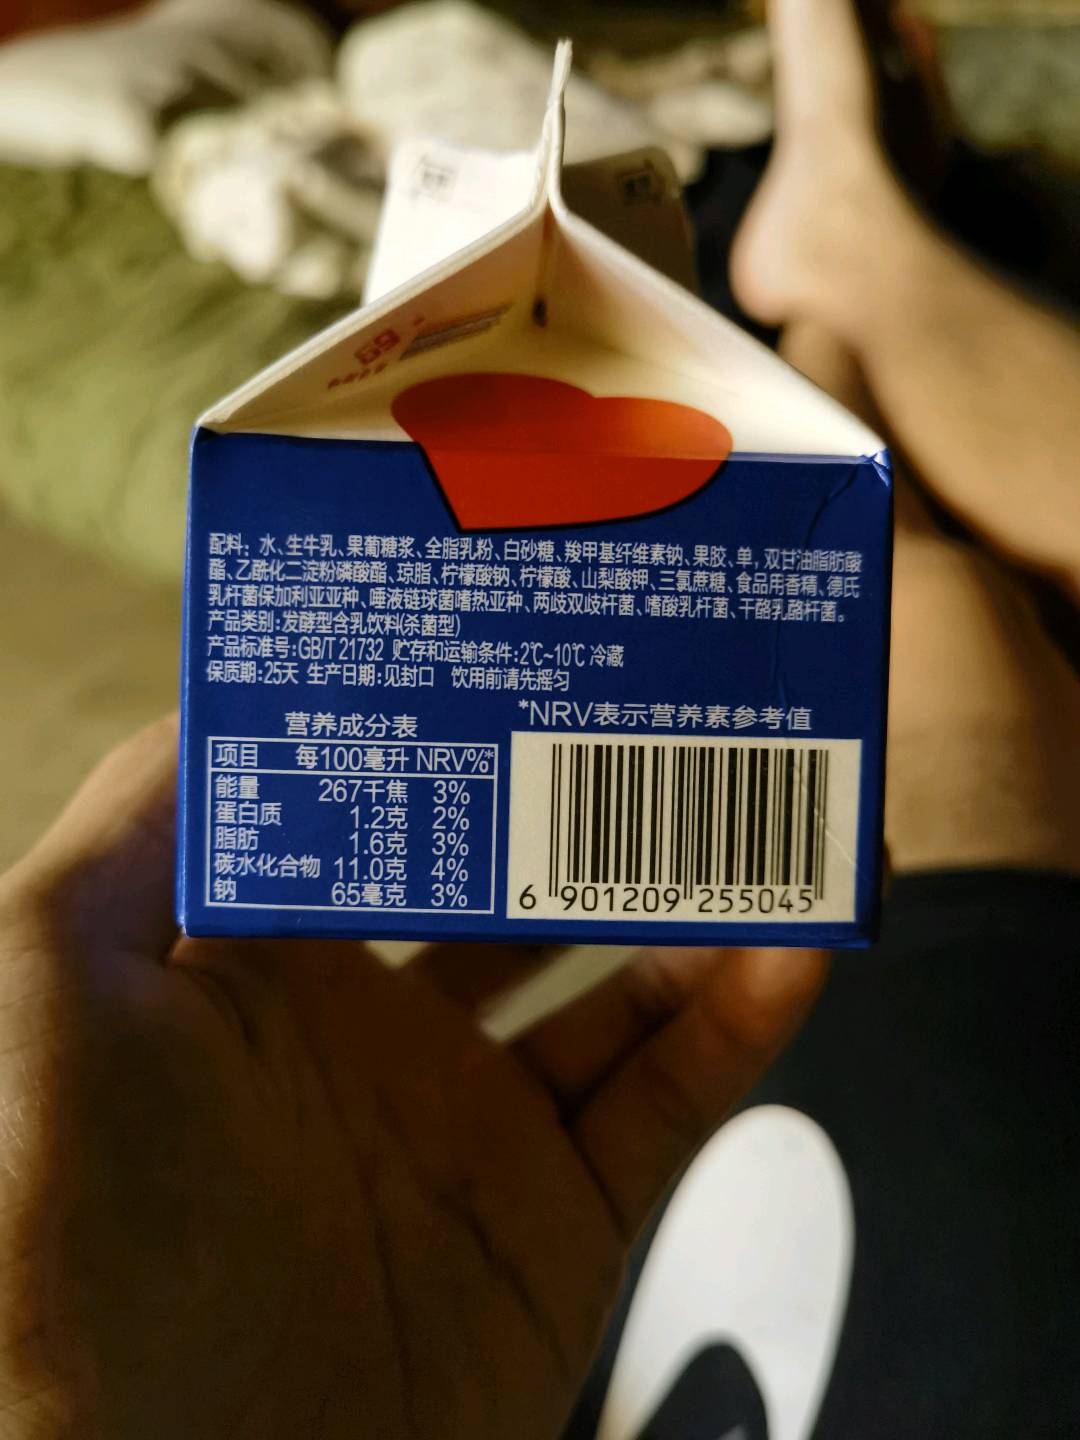 配料：水、生牛乳、果葡糖浆、全脂乳粉、白砂糖、羧甲基纤维素钠、果胶、单，双甘油脂肪酸
酯、乙酰化二淀粉磷酸酯、琼脂、柠檬酸钠、柠檬酸、山梨酸钾、三氯蔗糖、食品用香精、德氏
乳杆菌保加利亚亚种、唾液链球菌嗜热亚种、两歧双歧杆菌、嗜酸乳杆菌、干酪乳酪杆菌。
产品类别：发酵型含乳饮料(杀菌型)
产品标准号：GB/T 21732 贮存和运输条件：2℃~10℃ 冷藏
保质期：25天 生产日期：见封口 饮用前请先摇匀
*NRV表示营养素参考值
营养成分表
项目 每100毫升 NRV%*
能量 267千焦 3%
蛋白质 1.2克 2%
脂肪 1.6克 3%
碳水化合物 11.0克 4%
钠 65毫克 3%
6 901209 255045